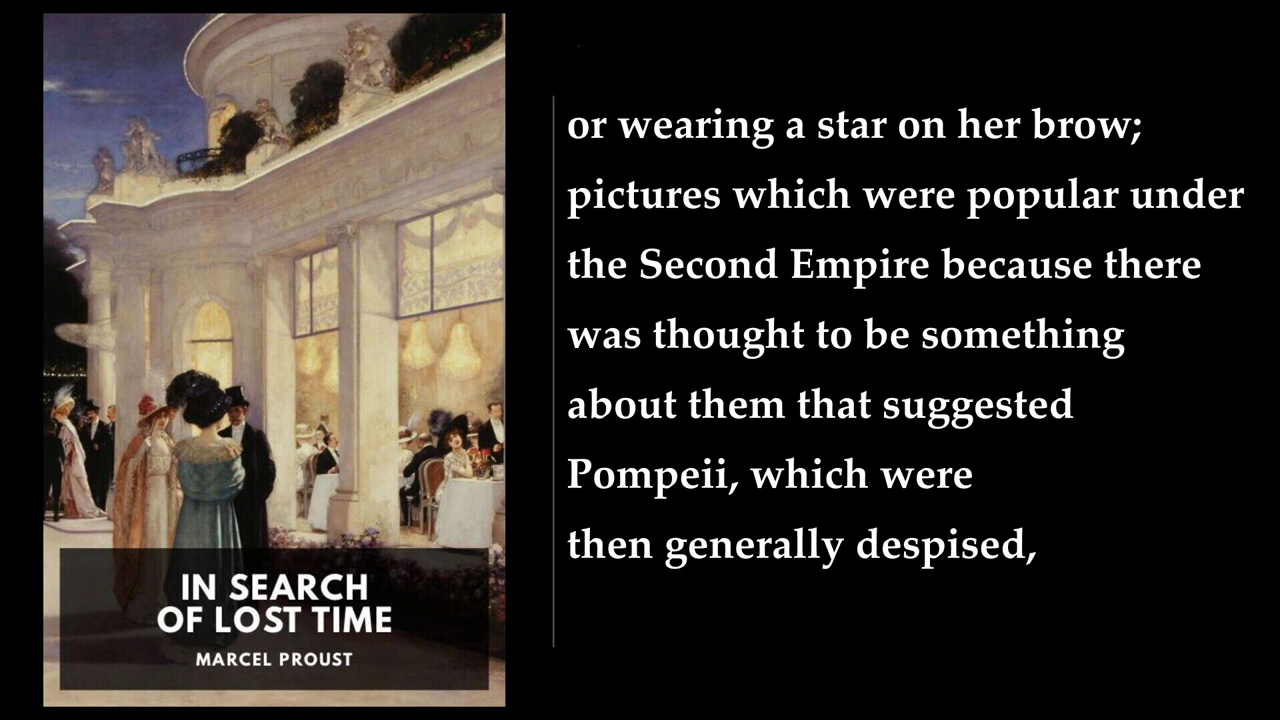 IN SEARCH
OF LOST TIME
MARCEL PROUST
or wearing a star on her brow;
pictures which were popular under
the Second Empire because there
was thought to be something
about them that suggested
Pompeii, which were
then generally despised,